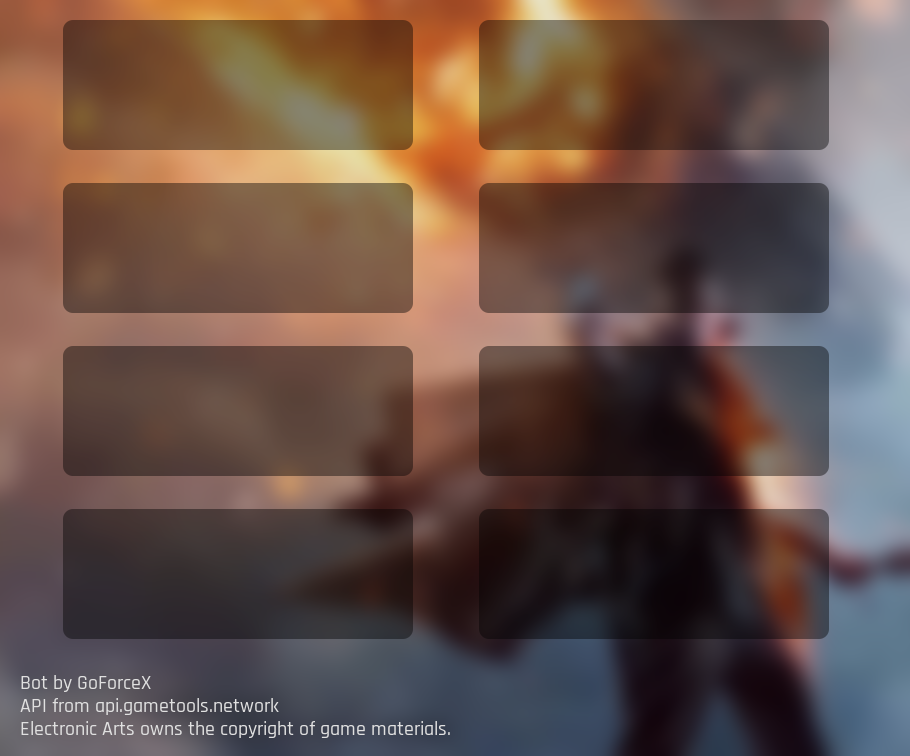 Bot by GoForceX
API from api.gametools.network
Electronic Arts owns the copyright of game materials.